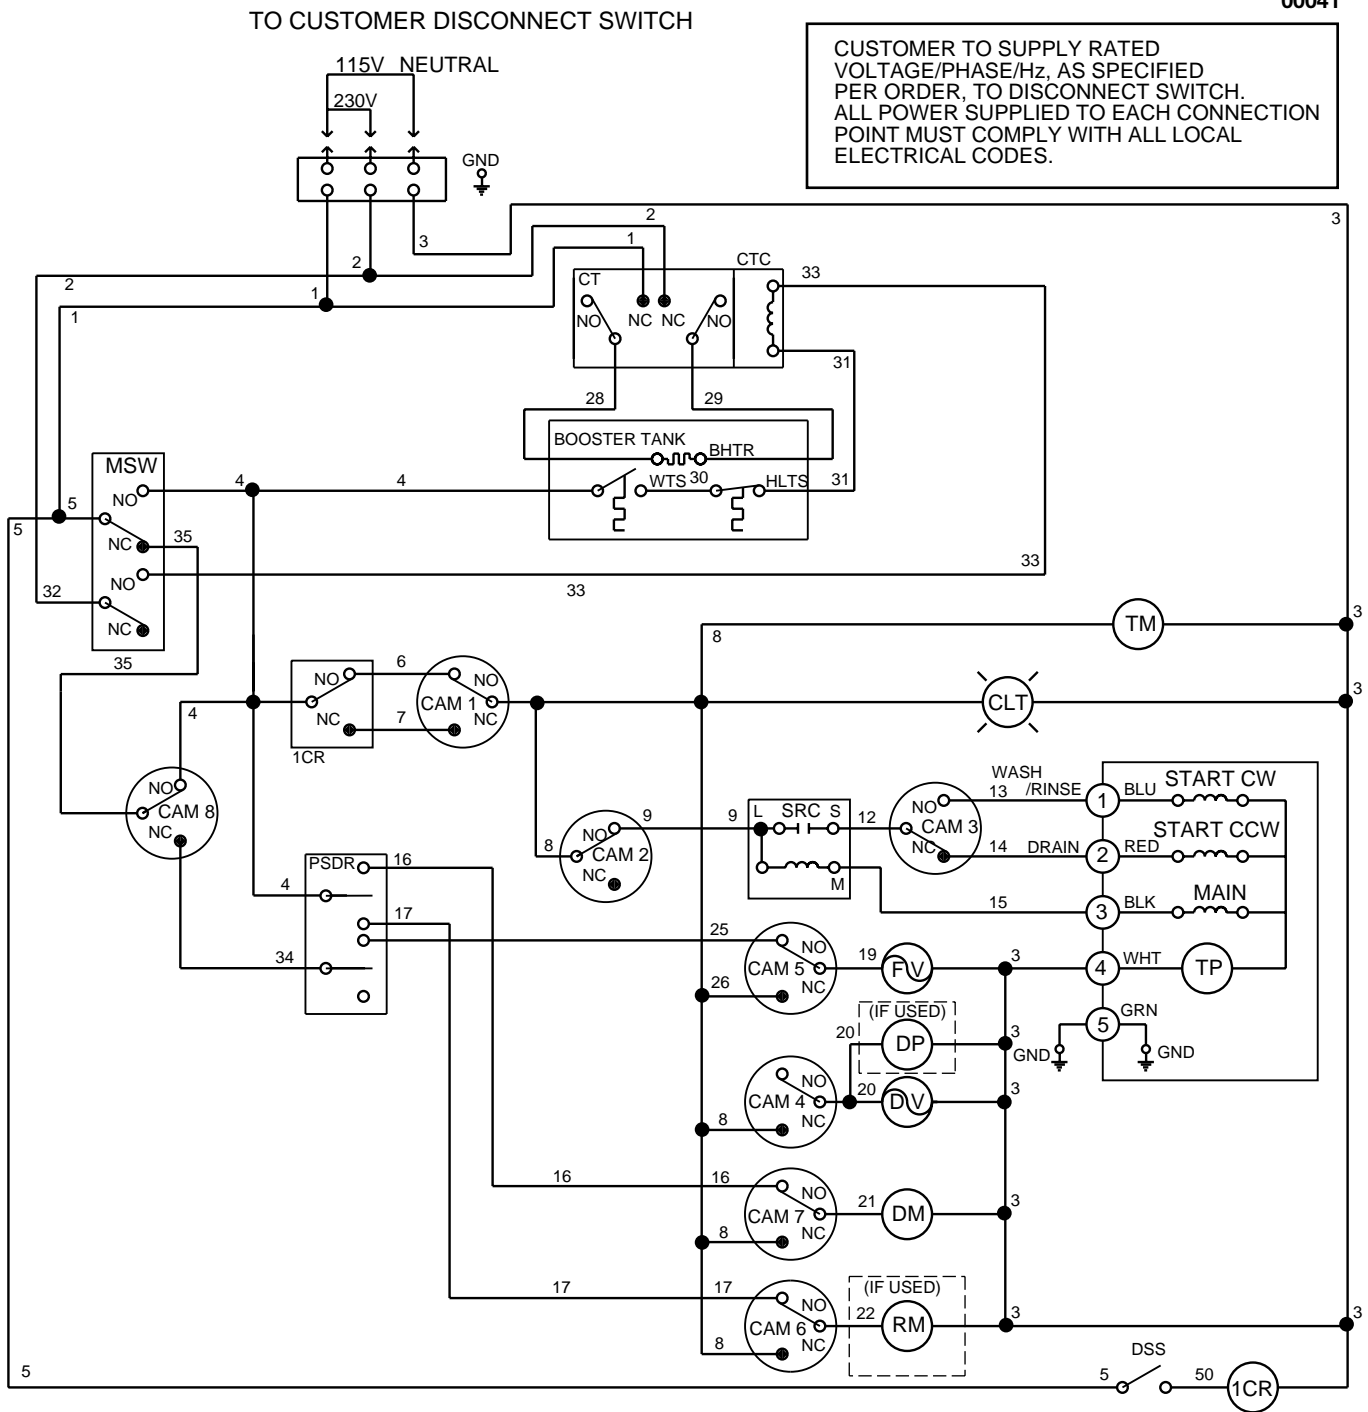 TO CUSTOMER DISCONNECT SWITCH
CUSTOMER TO SUPPLY RATED
VOLTAGE/PHASE/Hz, AS SPECIFIED
PER ORDER, TO DISCONNECT SWITCH.
ALL POWER SUPPLIED TO EACH CONNECTION
POINT MUST COMPLY WITH ALL LOCAL
ELECTRICAL CODES.
115V NEUTRAL
230V
GND
3
2
3
1
2
CTC
2
CT
33
1
1
NO NC NC NO
31
28 29
BOOSTER TANK
BHTR
MSW
4 4
WTS 30 HLTS 31
NO
5
5
NC 35
33
NO
32
33
NC
3
8
TM
35
6
3
NO
NO
CAM 1
CLT
4
NC
7
NC
1CR
WASH
/RINSE
START CW
13
1
BLU
NO
CAM 8
9
9
L SRC S
12
NO
CAM 3
START CCW
NO
NC
8
CAM 2
NC
14 DRAIN
2
RED
PSDR
16
NC
M
MAIN
4
15
3
BLK
17
25
NO
34
CAM 5
19
FV
3
4
WHT
TP
26
NC
(IF USED)
GRN
20
DP
3
5
GND
GND
NO
CAM 4
20
DV
3
8
NC
16
16
NO
CAM 7
21
DM
3
8
NC
17
17
(IF USED)
NO
CAM 6
22
RM
3
3
8
NC
DSS
5
5
50
1CR